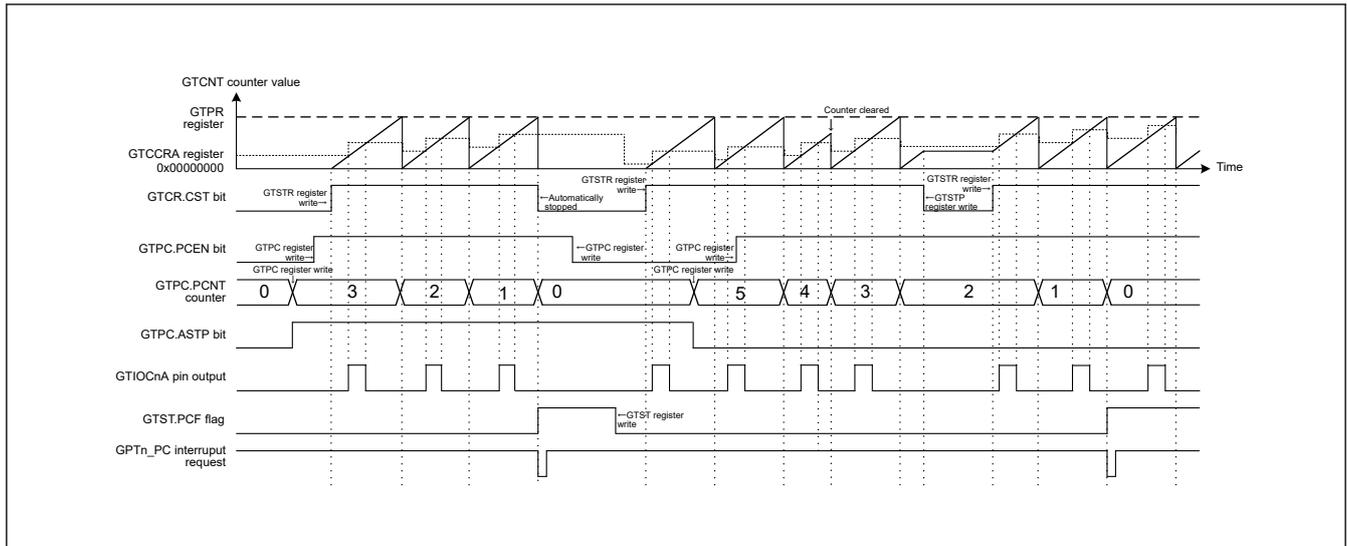 GTCNT counter value
GTPR
register
Counter cleared
GTCCRA register
0x00000000
Time
GTCR.CST bit
GTSTR register
write→
←Automatically
stopped
GTSTR register
write→
←GTSTP
register write
GTSTR register
write→
GTPC.PCEN bit
GTPC register
write→
←GTPC register
write
GTPC register
write→
GTPC register write
GTPC register write
GTPC.PCNT
counter
0 3 2 1 0 5 4 3 2 1 0
GTPC.ASTP bit
GTIOCnA pin output
GTST.PCF flag
←GTST register
write
GPTn_PC interruput
request